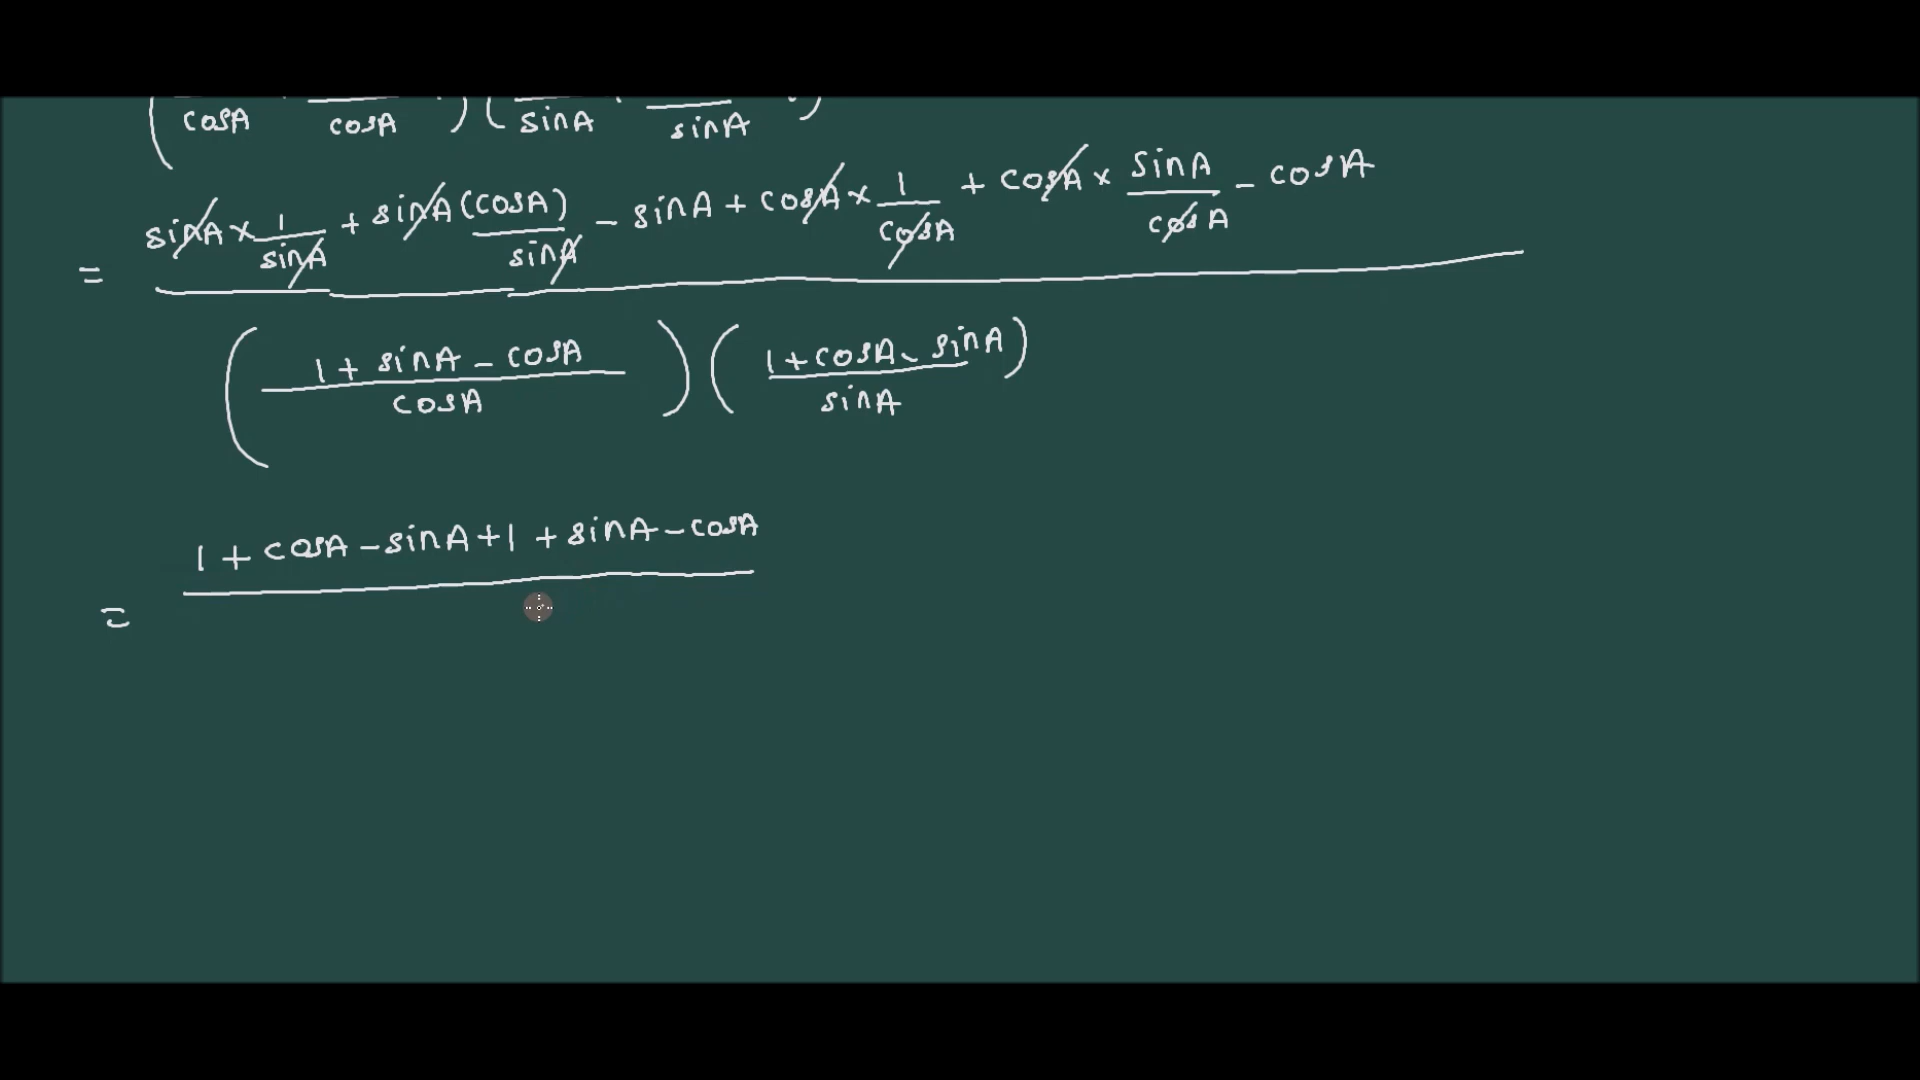 ( cosA cosA ) ( sinA sinA )
= sinA × 1/sinA + sinA (cosA)/sinA - sinA + cosA × 1/cosA + cosA × sinA/cosA - cosA
( 1 + sinA - cosA / cosA ) ( 1 + cosA - sinA / sinA )
1 + cosA - sinA + 1 + sinA - cosA
=